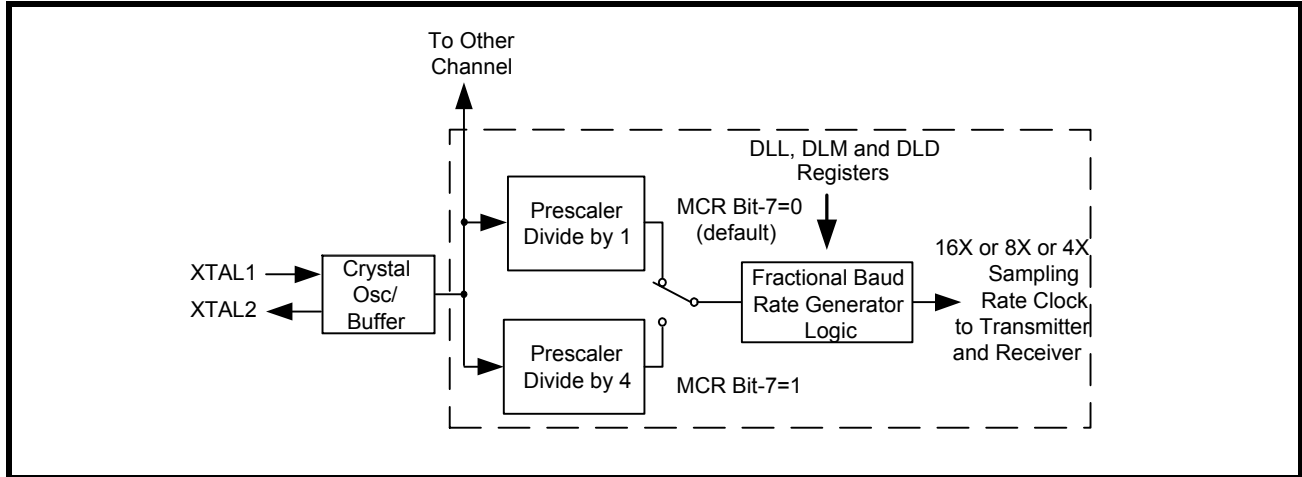 To Other
Channel
DLL, DLM and DLD
Registers
Prescaler
Divide by 1
MCR Bit-7=0
(default)
16X or 8X or 4X
Sampling
Rate Clock
to Transmitter
and Receiver
XTAL1
XTAL2
Crystal
Osc/
Buffer
Fractional Baud
Rate Generator
Logic
Prescaler
Divide by 4
MCR Bit-7=1